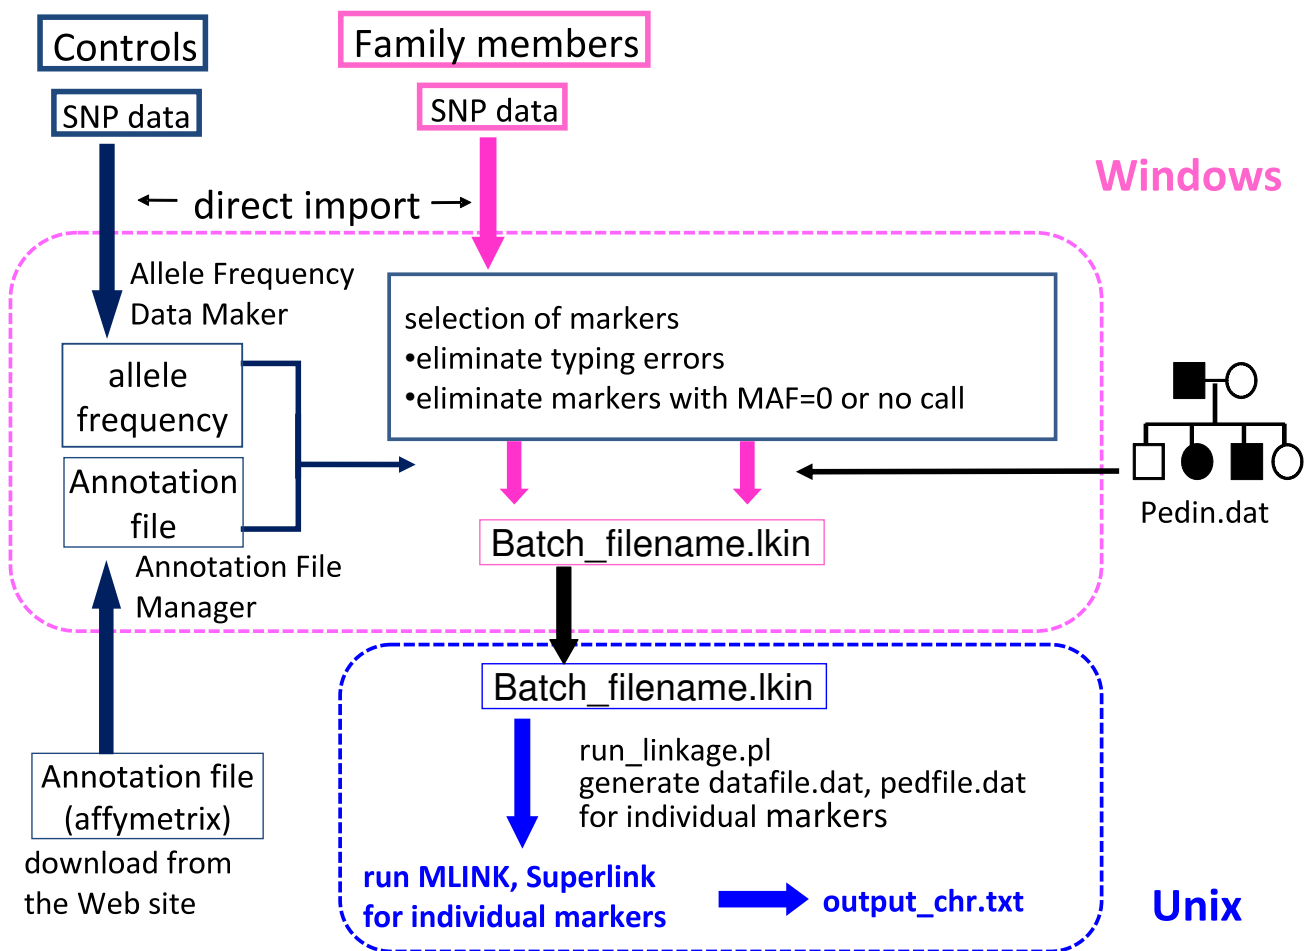 Controls
Family members
SNP data
SNP data
Windows
direct import
Allele Frequency
Data Maker
selection of markers
•eliminate typing errors
•eliminate markers with MAF=0 or no call
allele
frequency
Annotation
file
Pedin.dat
Batch_filename.lkin
Annotation File
Manager
Batch_filename.lkin
run_linkage.pl
generate datafile.dat, pedfile.dat
for individual markers
Annotation file
(affymetrix)
download from
the Web site
run MLINK, Superlink
for individual markers
output_chr.txt
Unix